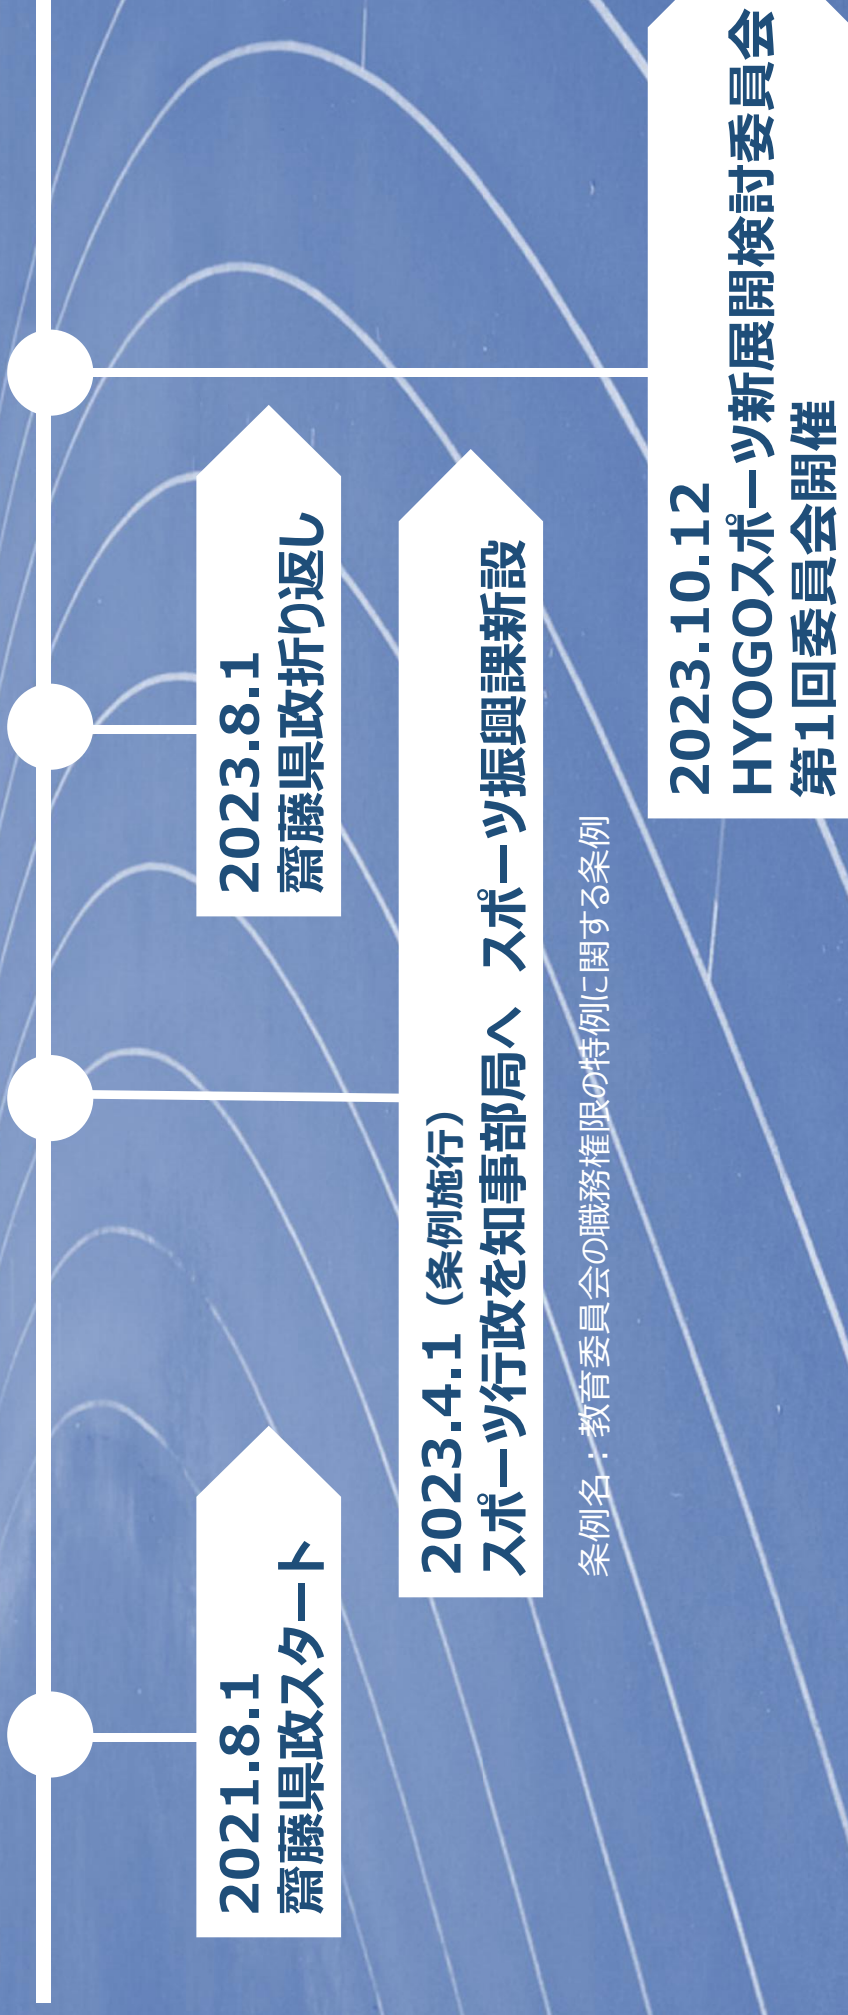 2021.8.1
齋藤県政スタート
2023.4.1（条例施行）
スポーツ行政を知事部局へ　スポーツ振興課新設
条例名：教育委員会の職務権限の特例に関する条例
2023.8.1
齋藤県政折り返し
2023.10.12
HYOGOスポーツ新展開検討委員会
第1回委員会開催